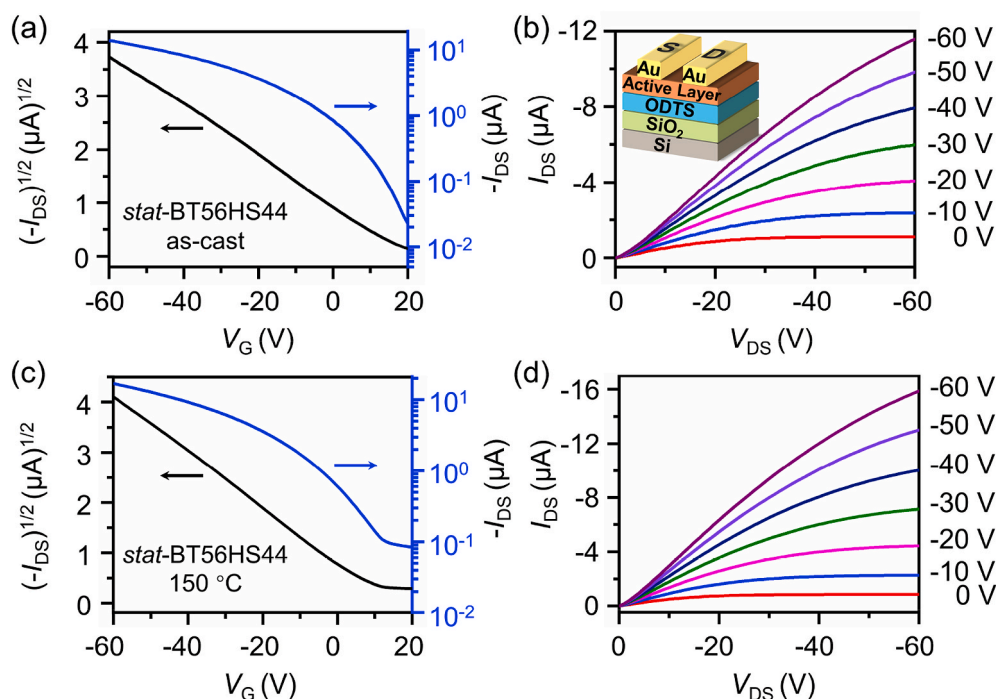 (a)
(-I_DS)^1/2 (μA)^1/2
4
3
2
1
0
-60 -40 -20 0 20
V_G (V)
10^1
10^0
10^-1
10^-2
-I_DS (μA)
stat-BT56HS44
as-cast
(b)
I_DS (μA)
-12
-8
-4
0
0 -20 -40 -60
V_DS (V)
S D
Au Au
Active Layer
ODTS
SiO_2
Si
-60 V
-50 V
-40 V
-30 V
-20 V
-10 V
0 V
(c)
(-I_DS)^1/2 (μA)^1/2
4
3
2
1
0
-60 -40 -20 0 20
V_G (V)
10^1
10^0
10^-1
10^-2
-I_DS (μA)
stat-BT56HS44
150 °C
(d)
I_DS (μA)
-16
-12
-8
-4
0
0 -20 -40 -60
V_DS (V)
-60 V
-50 V
-40 V
-30 V
-20 V
-10 V
0 V